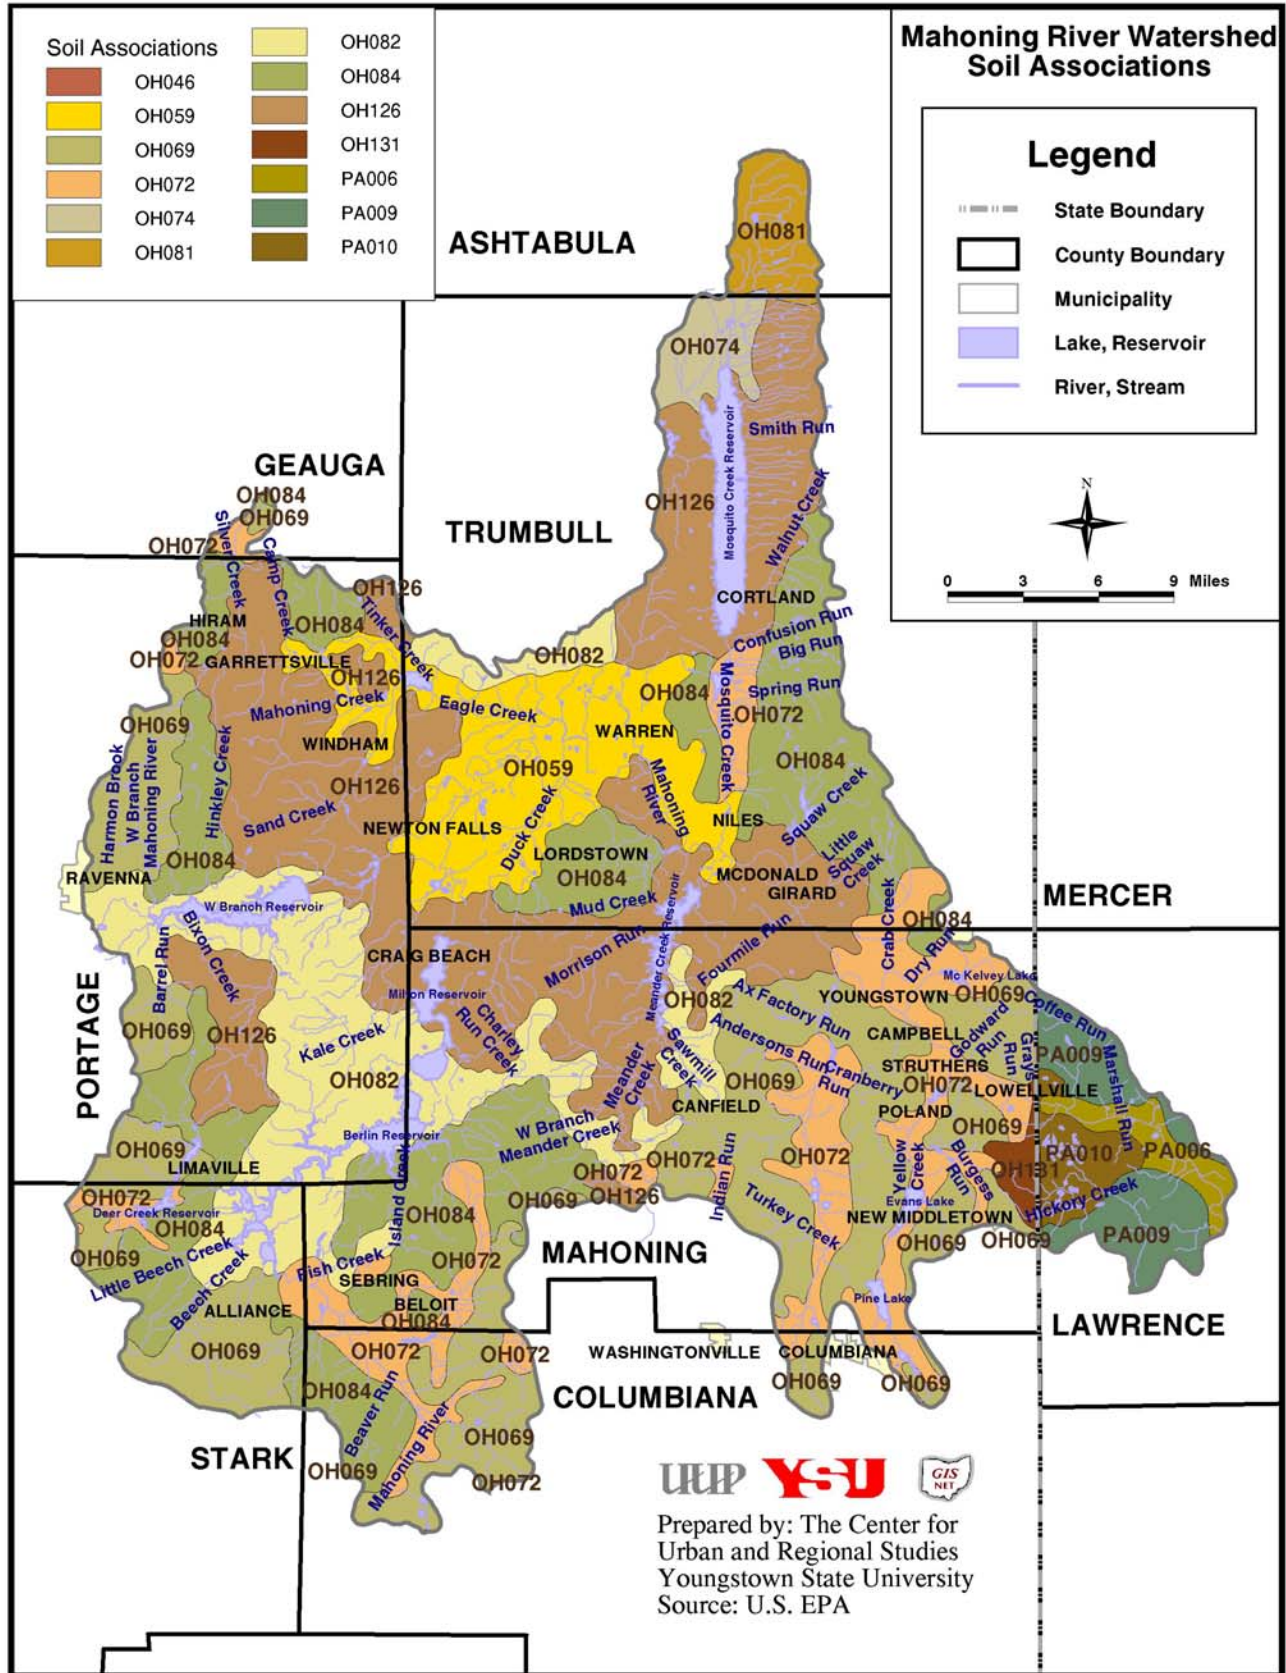 Soil Associations
OH046
OH059
OH069
OH072
OH074
OH081
OH082
OH084
OH126
OH131
PA006
PA009
PA010
Mahoning River Watershed
Soil Associations
Legend
State Boundary
County Boundary
Municipality
Lake, Reservoir
River, Stream
N
0 3 6 9 Miles
ASHTABULA
OH081
OH074
Smith Run
Mosquito Creek Reservoir
GEAUGA
OH084
OH069
OH126
Walnut Creek
TRUMBULL
OH072
Silver Creek
Camp Creek
OH126
CORTLAND
Tinker Creek
HIRAM
OH084
OH084
Confusion Run
Big Run
OH072
GARRETTSVILLE
OH082
OH126
OH084
Mosquito Creek
Spring Run
Mahoning Creek
Eagle Creek
OH072
OH069
WARREN
WINDHAM
OH084
OH059
Harmon Brook
W Branch
Mahoning River
Hinkley Creek
OH126
Mahoning
River
Sand Creek
Squaw Creek
NEWTON FALLS
Duck Creek
NILES
LORDSTOWN
Little
Squaw
Creek
OH084
RAVENNA
OH084
MCDONALD
GIRARD
MERCER
W Branch Reservoir
Mud Creek
Meander Creek Reservoir
Crab Creek
OH084
Bixon Creek
Barrel Run
CRAIG BEACH
Morrison Run
Fourmile Run
Dry Run
Mc Kelvey Lake
PORTAGE
Milton Reservoir
OH082
Ax Factory Run
YOUNGSTOWN
OH069
Coffee Run
OH069
OH126
Kale Creek
Charley
Run Creek
Andersons Run
CAMPBELL
Godward
Run
Grays
Run
PA009
Marshall Run
Sawmill
Creek
STRUTHERS
OH082
Meander
Creek
OH069
Cranberry
Run
OH072
LOWELLVILLE
CANFIELD
POLAND
OH069
Berlin Reservoir
W Branch
Meander Creek
OH069
LIMAVILLE
OH072
OH072
OH072
Yellow
Creek
Burgess
Run
OH131
PA010
PA006
OH072
Island Creek
OH069
OH126
Indian Run
Deer Creek Reservoir
Evans Lake
Hickory Creek
OH084
OH084
Turkey Creek
NEW MIDDLETOWN
OH069
OH069
OH069
PA009
Little Beech Creek
Fish Creek
OH072
MAHONING
SEBRING
Beech Creek
ALLIANCE
BELOIT
OH084
Pine Lake
LAWRENCE
OH069
OH072
OH072
WASHINGTONVILLE
COLUMBIANA
OH084
Beaver Run
OH069
OH069
COLUMBIANA
STARK
Mahoning River
OH069
OH069
OH072
UUP YSU GIS
NET
Prepared by: The Center for
Urban and Regional Studies
Youngstown State University
Source: U.S. EPA